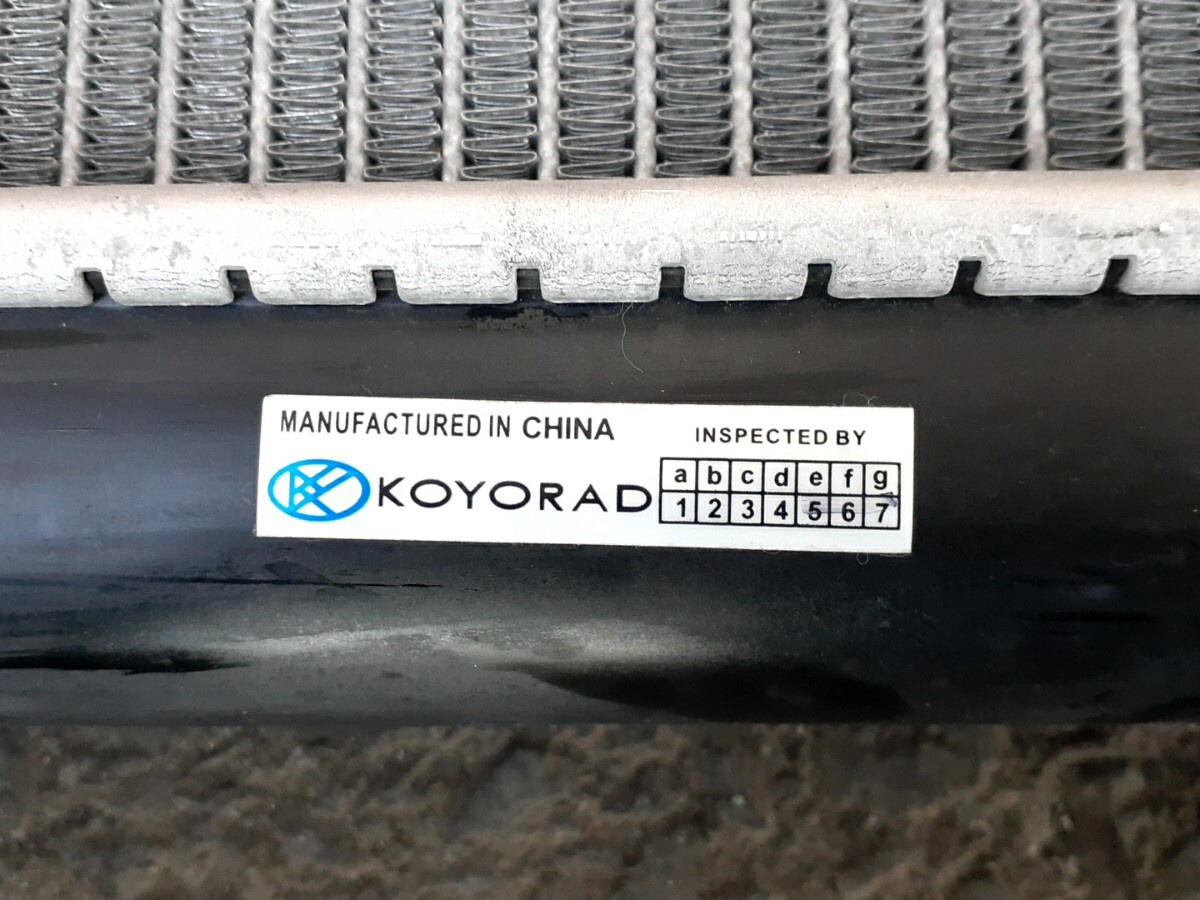 MANUFACTURED IN CHINA
INSPECTED BY
KOYORAD
a b c d e f g
1 2 3 4 5 6 7